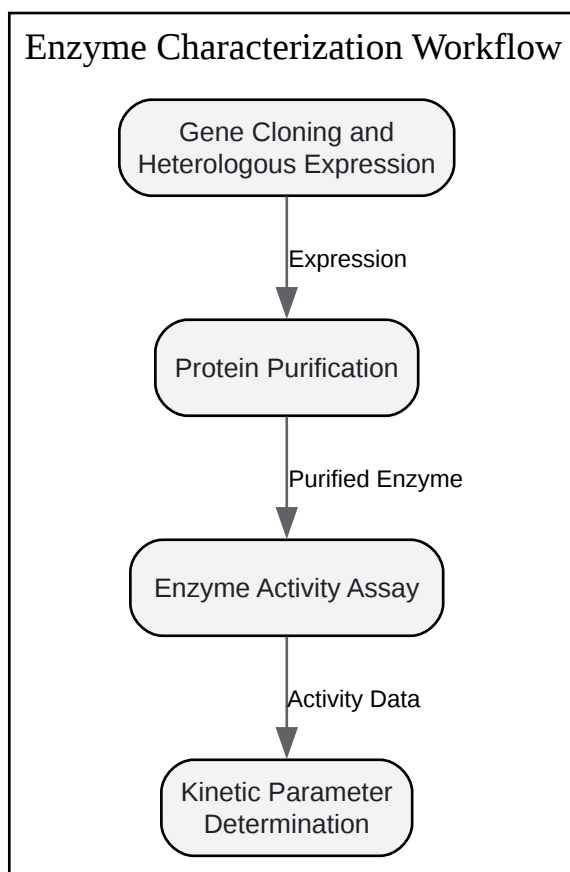 Enzyme Characterization Workflow
Gene Cloning and
Heterologous Expression
Expression
Protein Purification
Purified Enzyme
Enzyme Activity Assay
Activity Data
Kinetic Parameter
Determination